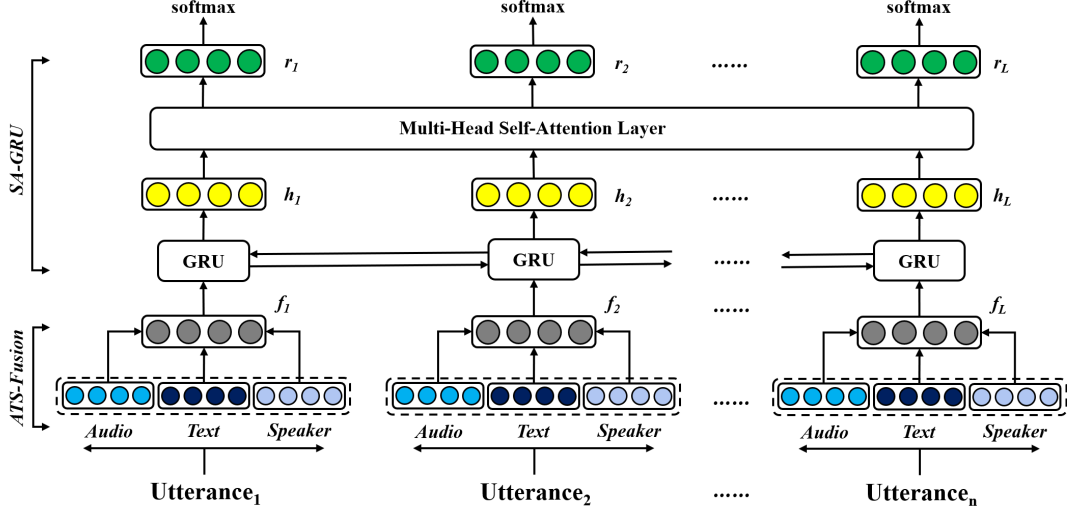 softmax softmax softmax
r1 r2 …… rL
Multi-Head Self-Attention Layer
SA-GRU
h1 h2 …… hL
GRU GRU …… GRU
f1 f2 …… fL
ATS-Fusion
……
Audio Text Speaker Audio Text Speaker Audio Text Speaker
Utterance1 Utterance2 …… Utterancen